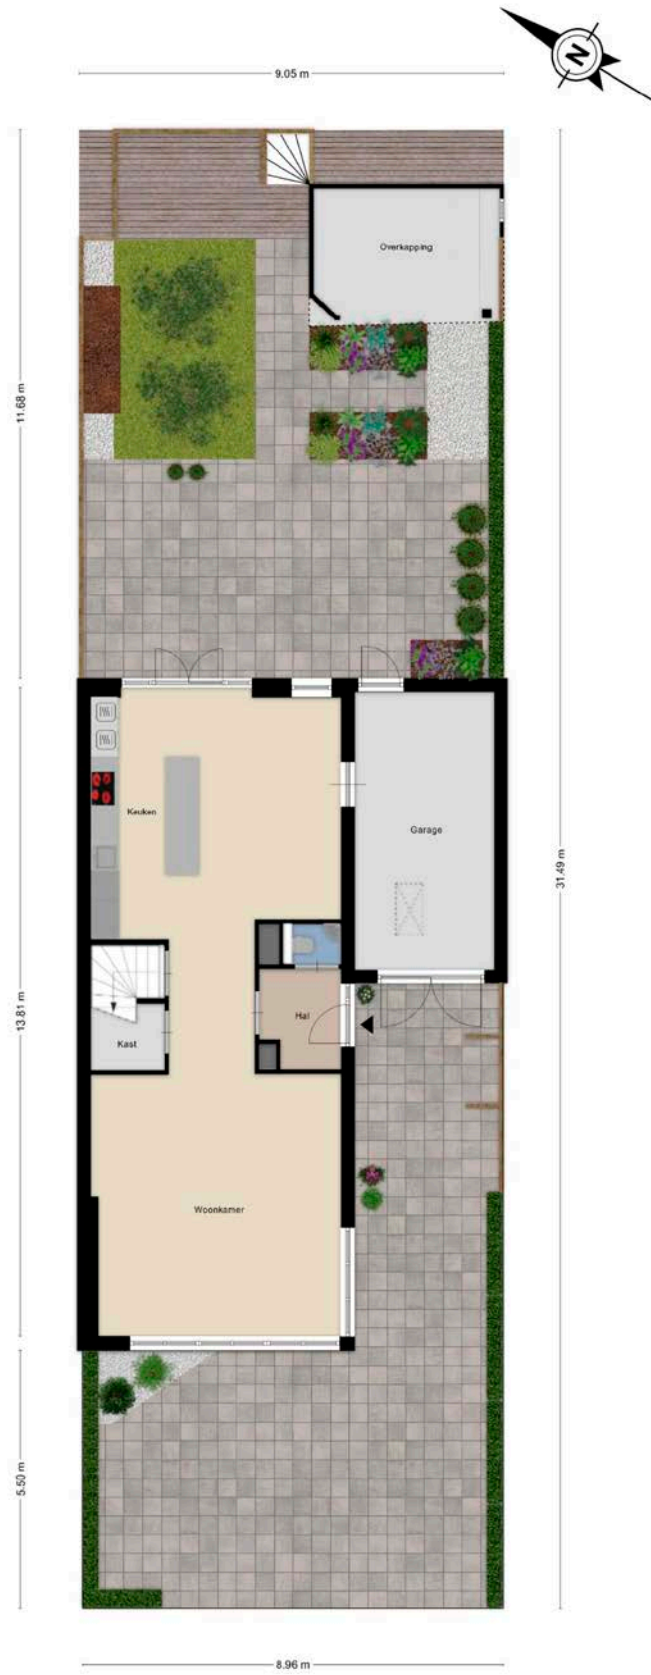 N
9.05 m
Overkapping
11.68 m
Keuken
Garage
31.49 m
13.81 m
Hal
Kast
Woonkamer
5.50 m
8.96 m